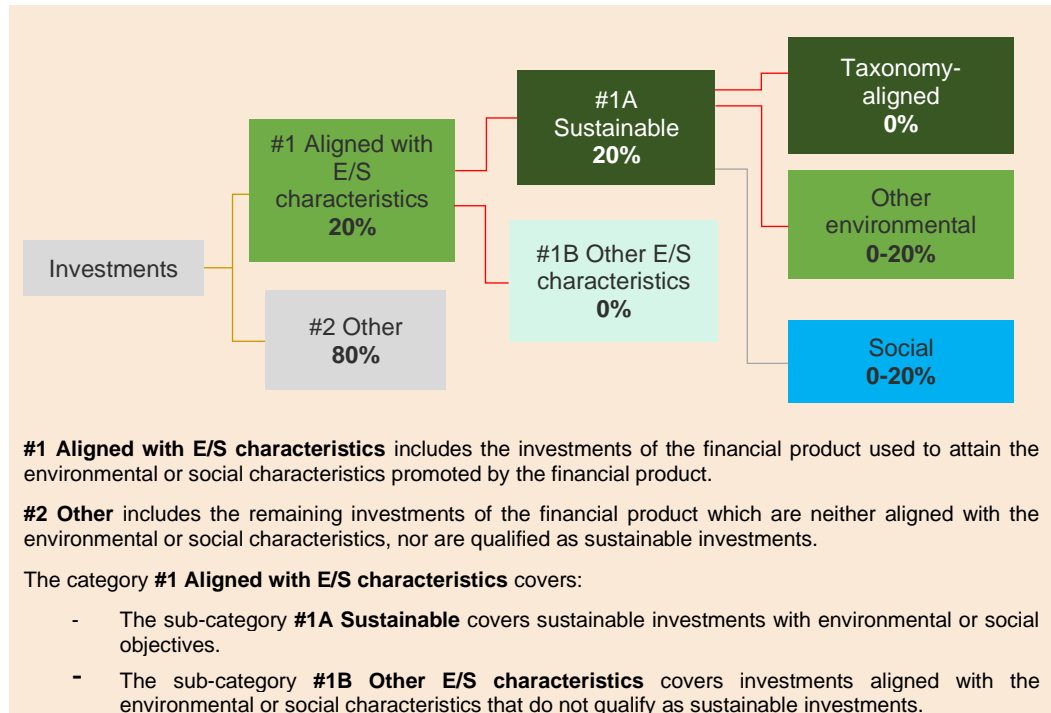 Investments
#1 Aligned with
E/S
characteristics
20%
#2 Other
80%
#1A
Sustainable
20%
#1B Other E/S
characteristics
0%
Taxonomy-
aligned
0%
Other
environmental
0-20%
Social
0-20%
#1 Aligned with E/S characteristics includes the investments of the financial product used to attain the
environmental or social characteristics promoted by the financial product.
#2 Other includes the remaining investments of the financial product which are neither aligned with the
environmental or social characteristics, nor are qualified as sustainable investments.
The category #1 Aligned with E/S characteristics covers:
- The sub-category #1A Sustainable covers sustainable investments with environmental or social
objectives.
- The sub-category #1B Other E/S characteristics covers investments aligned with the
environmental or social characteristics that do not qualify as sustainable investments.